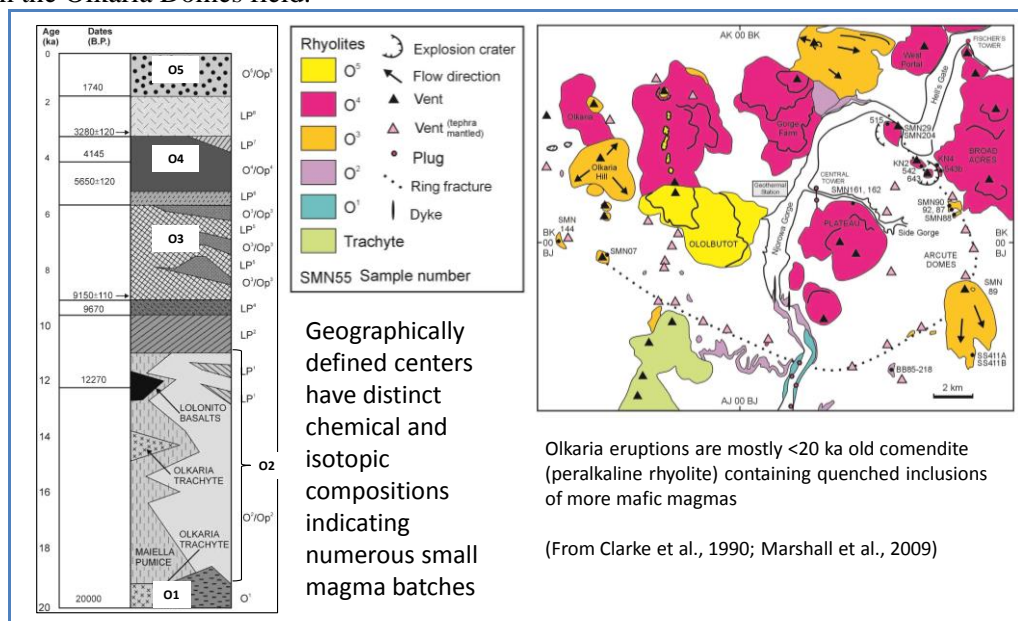 n the Olkaria Domes field.
Age
(ka)
Dates
(B.P.)
0
2
4
6
8
10
12
14
16
18
20
1740
3280±120
4145
5650±120
9150±110
9670
12270
20000
O5
O4
O3
O2
O1
LOLONITO
BASALTS
OLKARIA
TRACHYTE
OLKARIA
TRACHYTE
MAIELLA
PUMICE
O⁵/Op⁵
LP⁸
LP⁷
O⁴/Op⁴
LP⁶
O³/Op³
LP⁵
O³/Op³
LP⁵
O³/Op³
LP⁴
LP²
LP¹
LP¹
O²/Op²
O¹
Rhyolites
O⁵
O⁴
O³
O²
O¹
Trachyte
SMN55 Sample number
Explosion crater
Flow direction
Vent
Vent (tephra mantled)
Plug
Ring fracture
Dyke
Geographically
defined centers
have distinct
chemical and
isotopic
compositions
indicating
numerous small
magma batches
AK 00 BK
FISCHER'S
TOWER
West
Portal
Hell's Gate
Olkaria
Gorge
Farm
515
SMN29
SMN204
BROAD
ACRES
KN2
542
643
KN4
543b
Olkaria
Hill
Geothermal
Station
CENTRAL
TOWER
SMN161, 162
SMN90
92, 87
SMN88
SMN
144
BK
00
BJ
SMN07
OLOLBUTOT
Njorowa Gorge
PLATEAU
Side Gorge
BK
00
BJ
ARCUTE
DOMES
SMN
89
SS411A
SS411B
BB85-218
2 km
AJ 00 BJ
Olkaria eruptions are mostly <20 ka old comendite
(peralkaline rhyolite) containing quenched inclusions
of more mafic magmas
(From Clarke et al., 1990; Marshall et al., 2009)